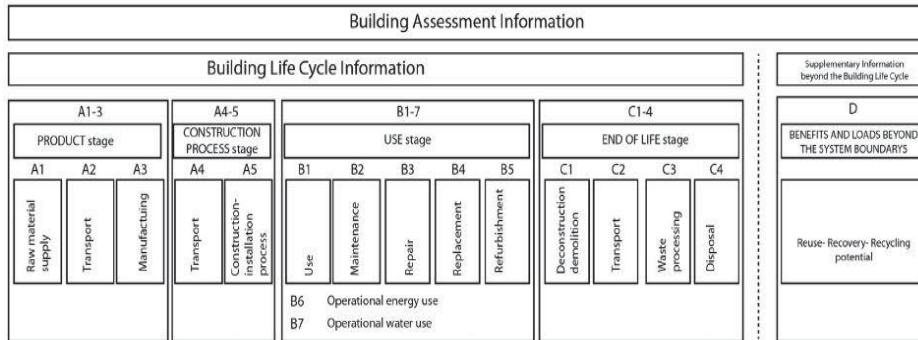 Building Assessment Information
Building Life Cycle Information
Supplementary Information
beyond the Building Life Cycle
A1-3
A4-5
B1-7
C1-4
D
PRODUCT stage
CONSTRUCTION
PROCESS stage
USE stage
END OF LIFE stage
BENEFITS AND LOADS BEYOND
THE SYSTEM BOUNDARYS
A1
A2
A3
A4
A5
B1
B2
B3
B4
B5
C1
C2
C3
C4
Raw material
supply
Transport
Manufactuing
Transport
Construction-
installation
process
Use
Maintenance
Repair
Replacement
Refurbishment
Deconstruction
demolition
Transport
Waste
processing
Disposal
Reuse- Recovery- Recycling
potential
B6 Operational energy use
B7 Operational water use